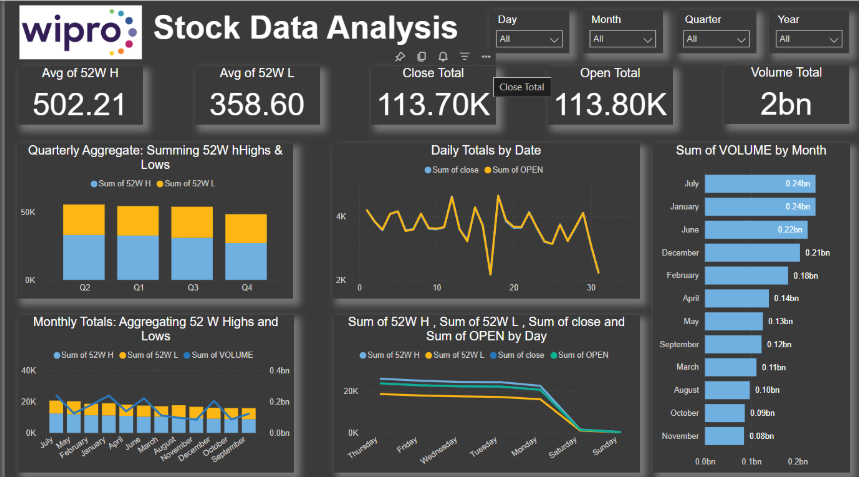 wipro
Stock Data Analysis
Day
All
Month
All
Quarter
All
Year
All
Avg of 52W H
502.21
Avg of 52W L
358.60
Close Total
113.70K
Close Total
Open Total
113.80K
Volume Total
2bn
Quarterly Aggregate: Summing 52W hHighs &
Lows
Sum of 52W H
Sum of 52W L
50K
0K
Q2
Q1
Q3
Q4
Daily Totals by Date
Sum of close
Sum of OPEN
4K
2K
0
10
20
30
Sum of VOLUME by Month
July
0.24bn
January
0.24bn
June
0.22bn
December
0.21bn
February
0.18bn
April
0.14bn
May
0.13bn
September
0.12bn
March
0.11bn
August
0.10bn
October
0.09bn
November
0.08bn
0.0bn
0.1bn
0.2bn
Monthly Totals: Aggregating 52 W Highs and
Lows
Sum of 52W H
Sum of 52W L
Sum of VOLUME
40K
20K
0K
0.4bn
0.2bn
0.0bn
July
May
February
January
April
June
March
August
November
December
October
September
Sum of 52W H , Sum of 52W L , Sum of close and
Sum of OPEN by Day
Sum of 52W H
Sum of 52W L
Sum of close
Sum of OPEN
20K
0K
Thursday
Friday
Wednesday
Tuesday
Monday
Saturday
Sunday